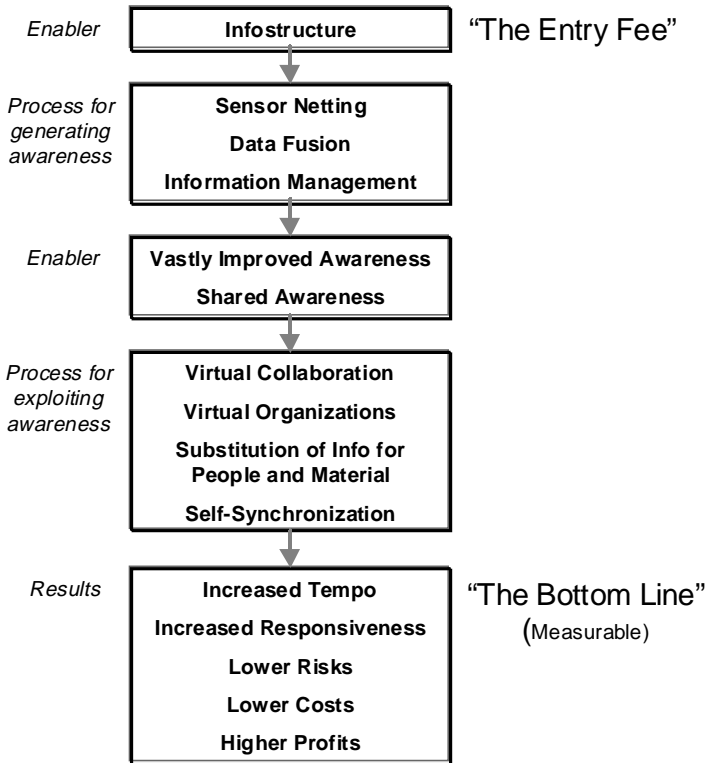 Enabler
Infostructure
“The Entry Fee”
Process for
generating
awareness
Sensor Netting
Data Fusion
Information Management
Enabler
Vastly Improved Awareness
Shared Awareness
Process for
exploiting
awareness
Virtual Collaboration
Virtual Organizations
Substitution of Info for
People and Material
Self-Synchronization
Results
Increased Tempo
Increased Responsiveness
Lower Risks
Lower Costs
Higher Profits
“The Bottom Line”
(Measurable)